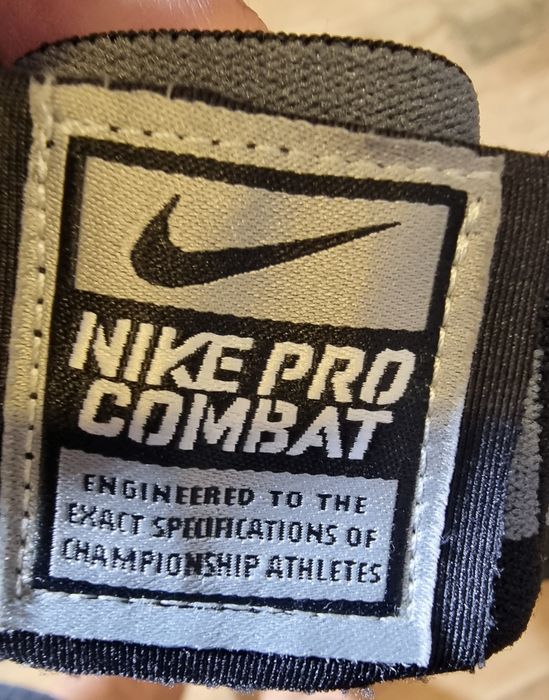 NIKE PRO
COMBAT
ENGINEERED TO THE
EXACT SPECIFICATIONS OF
CHAMPIONSHIP ATHLETES